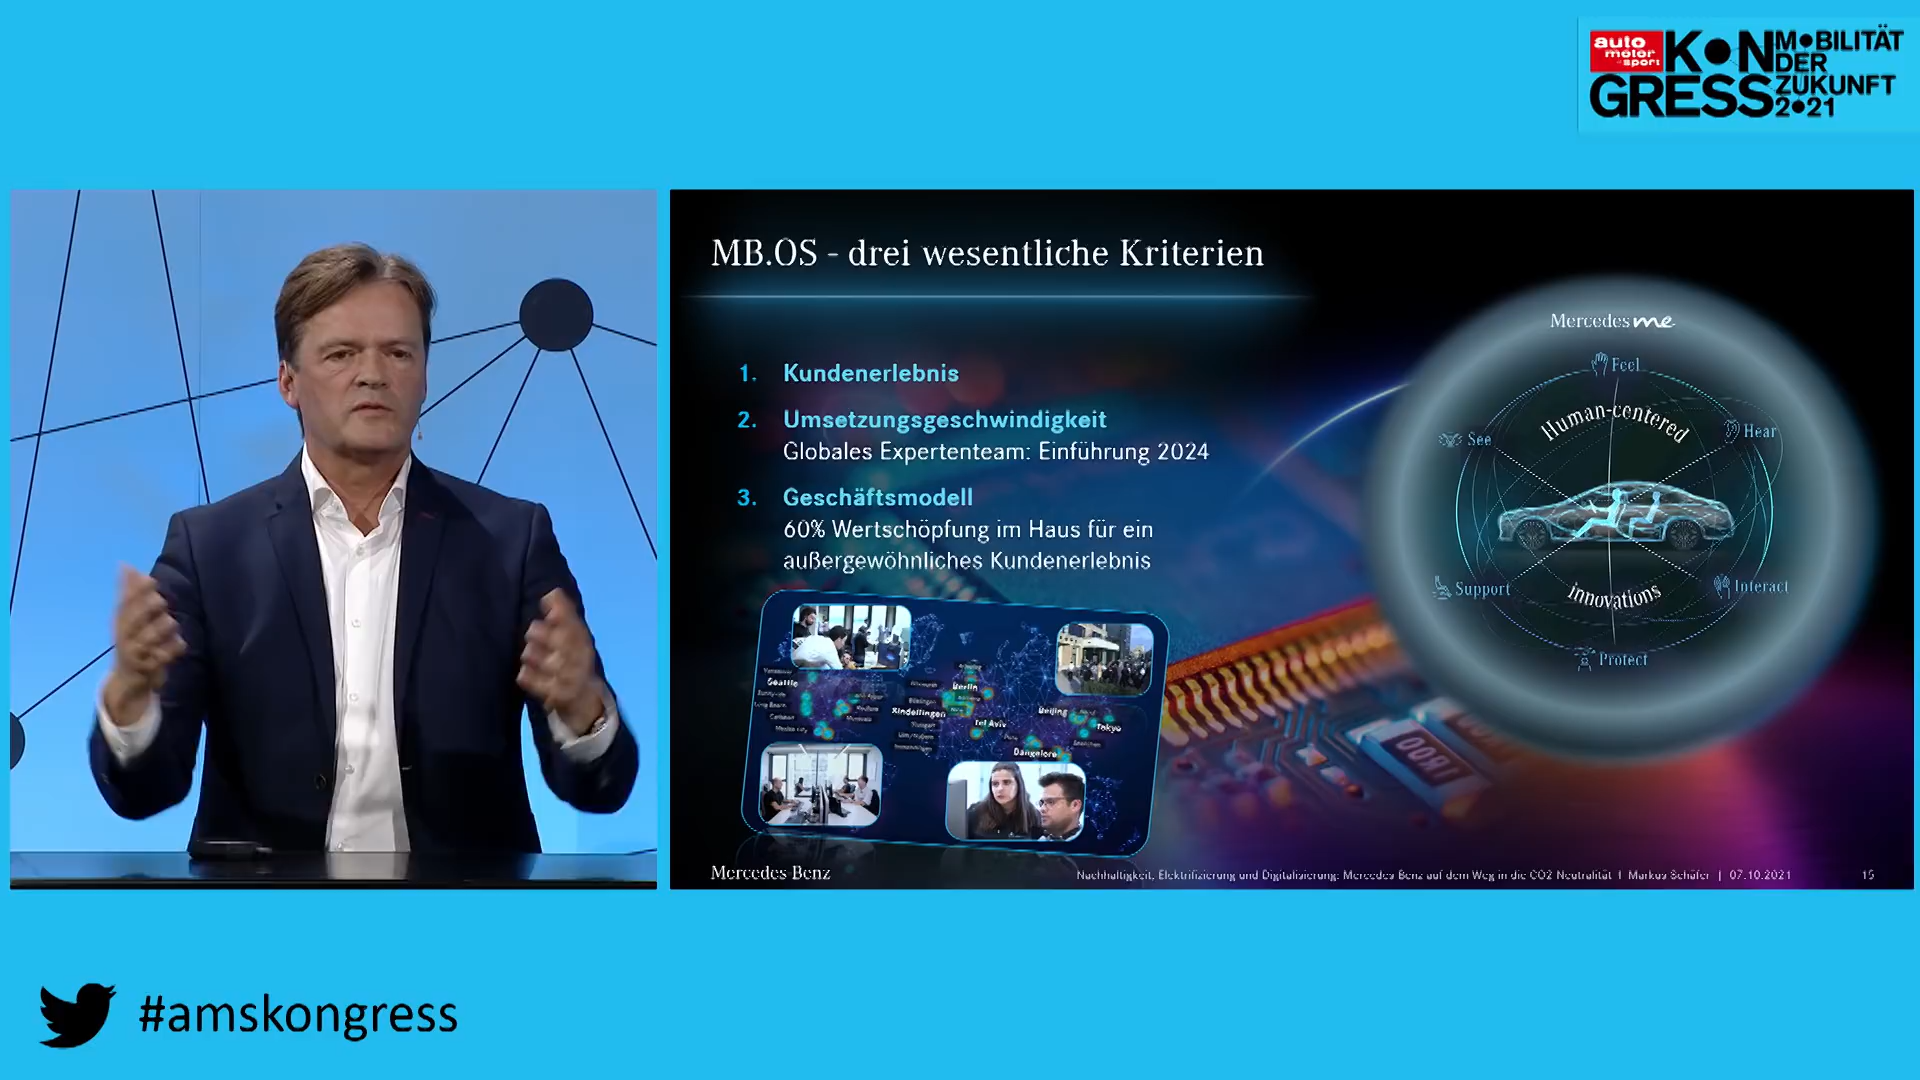 auto
motor
sport
KON
GRESS
MOBILITÄT
DER
ZUKUNFT
2021
MB.OS - drei wesentliche Kriterien
1. Kundenerlebnis
2. Umsetzungsgeschwindigkeit
Globales Expertenteam: Einführung 2024
3. Geschäftsmodell
60% Wertschöpfung im Haus für ein
außergewöhnliches Kundenerlebnis
Mercedes me
Feel
Human-centered
See
Hear
Support
innovations
Interact
Protect
Seattle
Berlin
Sindelfingen
Tel Aviv
Beijing
Tokyo
Bangalore
Mercedes-Benz
Nachhaltigkeit, Elektrifizierung und Digitalisierung: Mercedes-Benz auf dem Weg in die CO2 Neutralität | Markus Schäfer | 07.10.2021
15
#amskongress